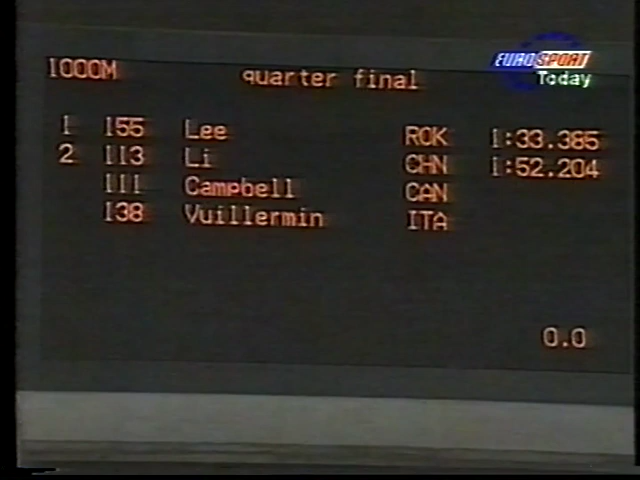 1000M quarter final
EUROSPORT
Today
1 155 Lee ROK 1:33.385
2 113 Li CHN 1:52.204
111 Campbell CAN
138 Vuillermin ITA
0.0